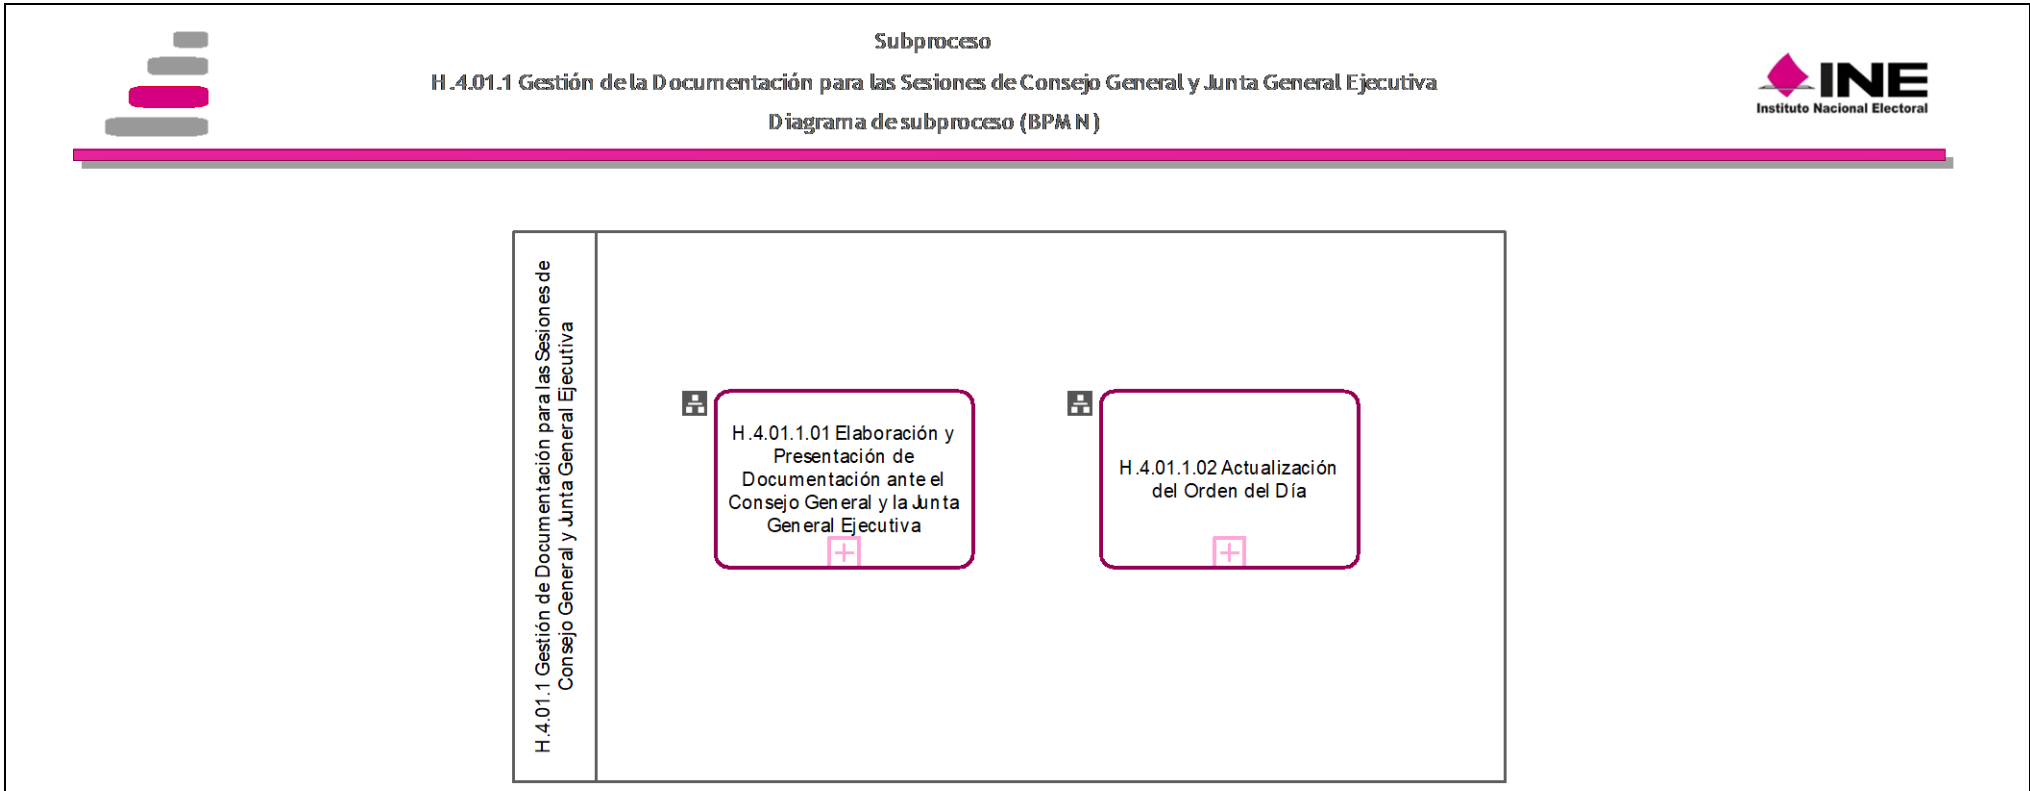 Subproceso
H.4.01.1 Gestión de la Documentación para las Sesiones de Consejo General y Junta General Ejecutiva
Diagrama de subproceso (BPMN)
INE
Instituto Nacional Electoral
H.4.01.1 Gestión de Documentación para las Sesiones de
Consejo General y Junta General Ejecutiva
H.4.01.1.01 Elaboración y
Presentación de
Documentación ante el
Consejo General y la Junta
General Ejecutiva
H.4.01.1.02 Actualización
del Orden del Día